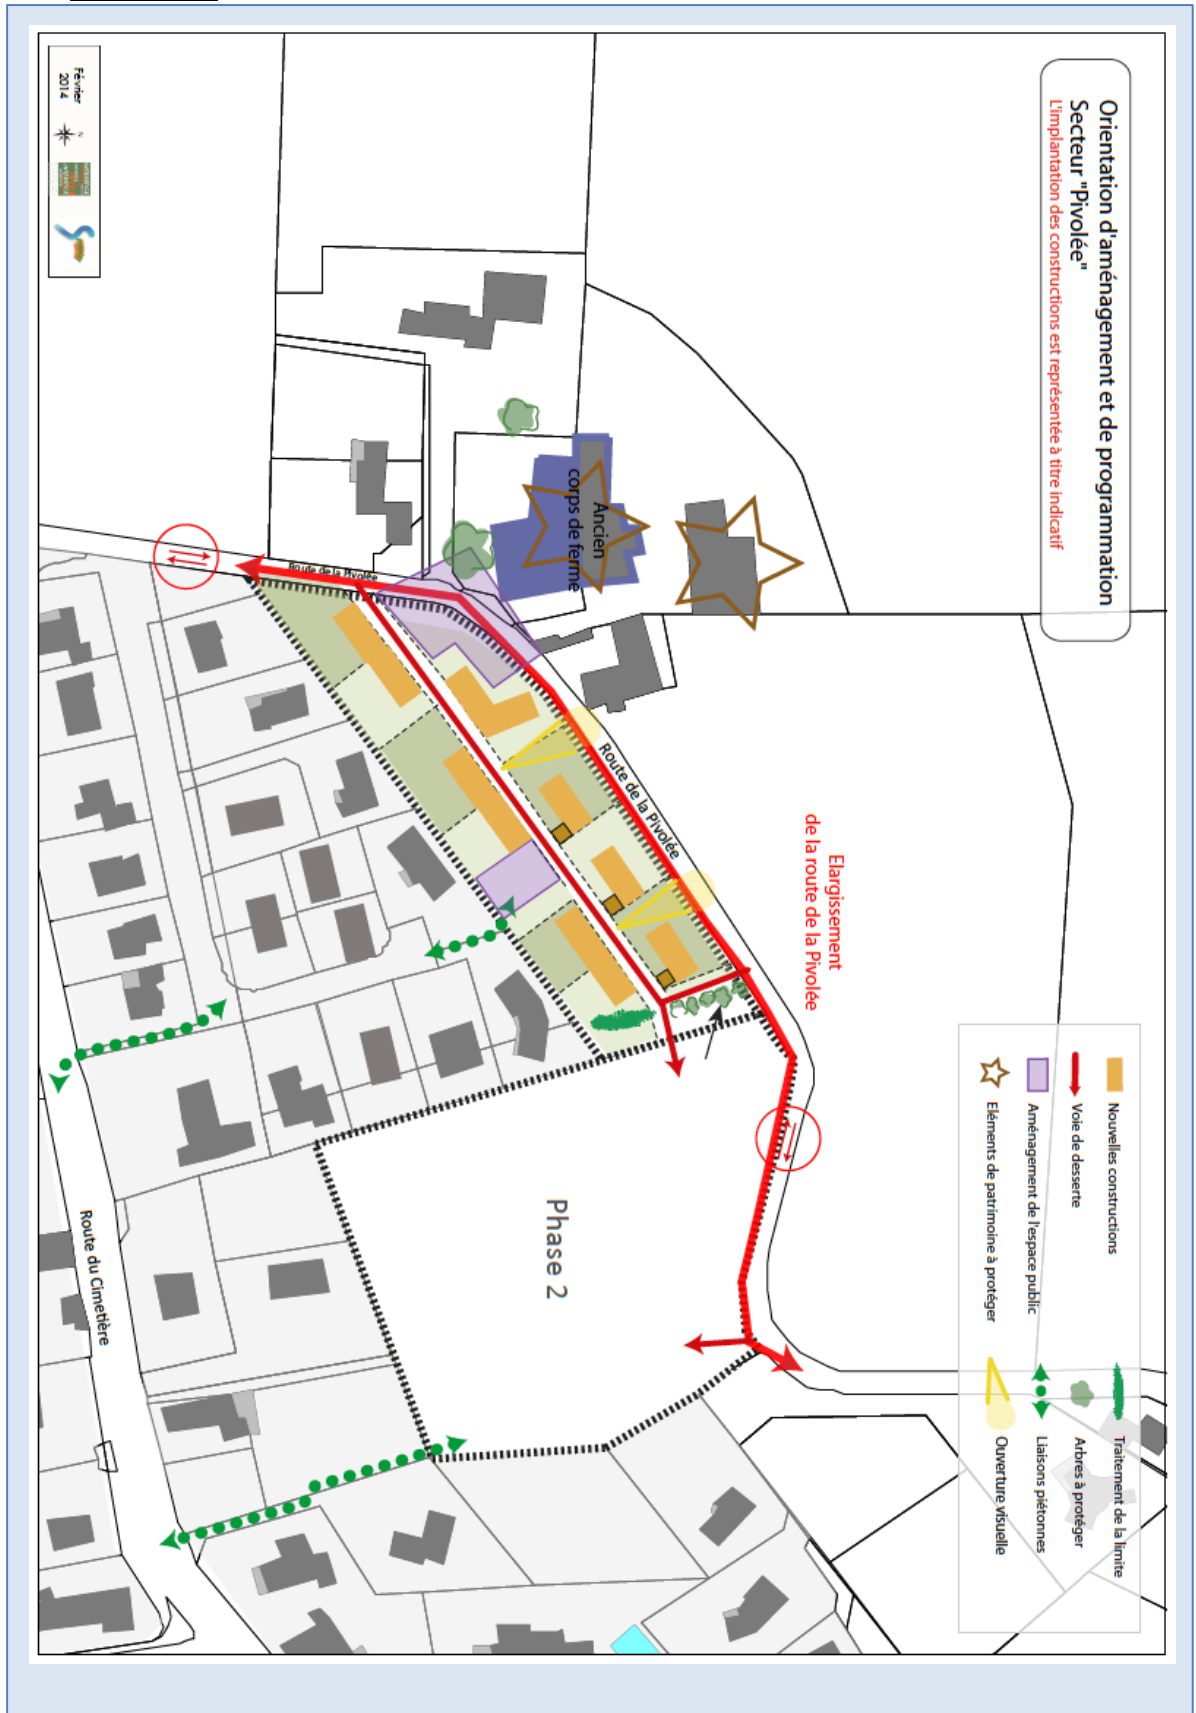 Orientation d'aménagement et de programmation
Secteur "Pivolée"
L'implantation des constructions est représentée à titre indicatif
Février
2014
N
Ancien
corps de ferme
Route de la Pivolée
Route de la Pivolée
Elargissement
de la route de la Pivolée
Phase 2
Route du Cimetière
Nouvelles constructions
Voie de desserte
Aménagement de l'espace public
Eléments de patrimoine à protéger
Traitement de la limite
Arbres à protéger
Liaisons piétonnes
Ouverture visuelle